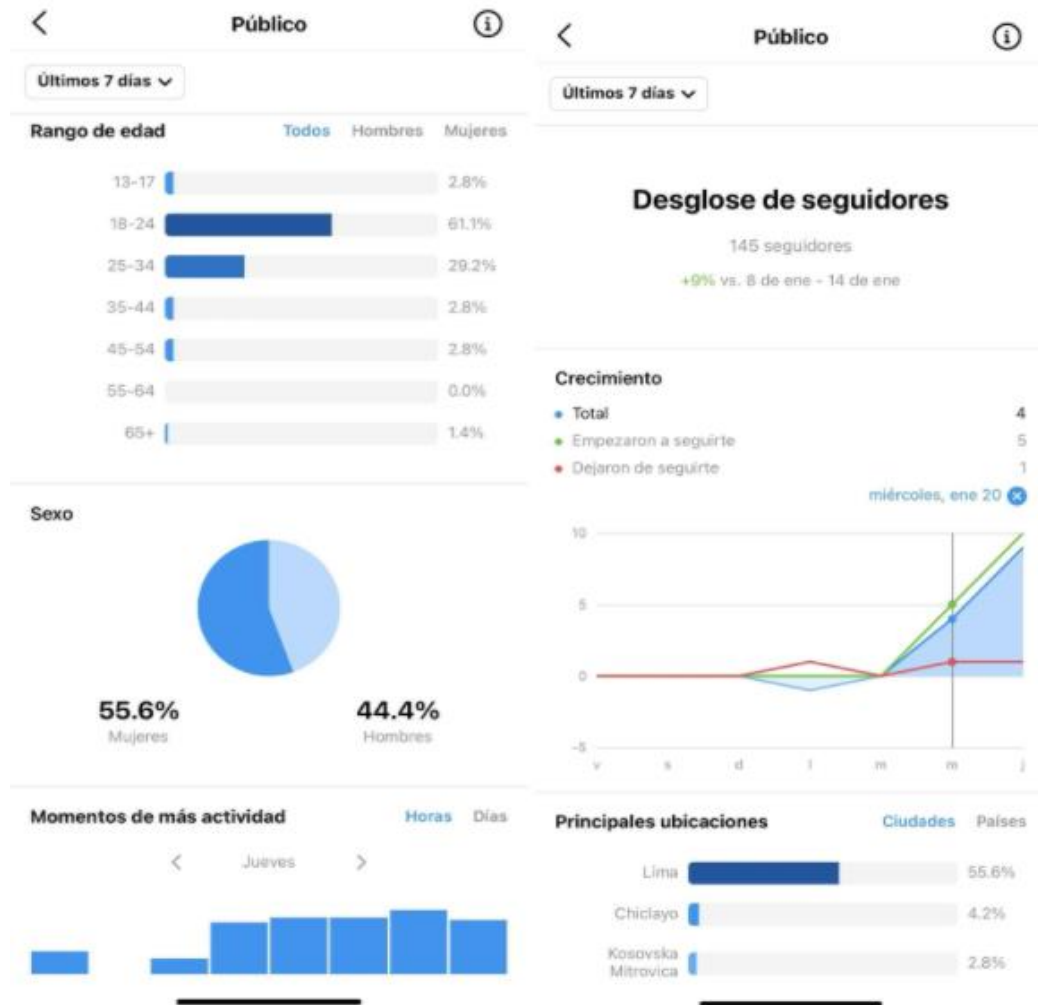 Público
Últimos 7 días
Rango de edad Todos Hombres Mujeres
13-17 2.8%
18-24 61.1%
25-34 29.2%
35-44 2.8%
45-54 2.8%
55-64 0.0%
65+ 1.4%
Sexo
55.6% 44.4%
Mujeres Hombres
Momentos de más actividad Horas Días
Jueves
Público
Últimos 7 días
Desglose de seguidores
145 seguidores
+9% vs. 8 de ene - 14 de ene
Crecimiento
Total 4
Empezaron a seguirte 5
Dejaron de seguirte 1
miércoles, ene 20
10
5
0
-5
v s d l m m j
Principales ubicaciones Ciudades Países
Lima 55.6%
Chiclayo 4.2%
Kosovska
Mitrovica 2.8%